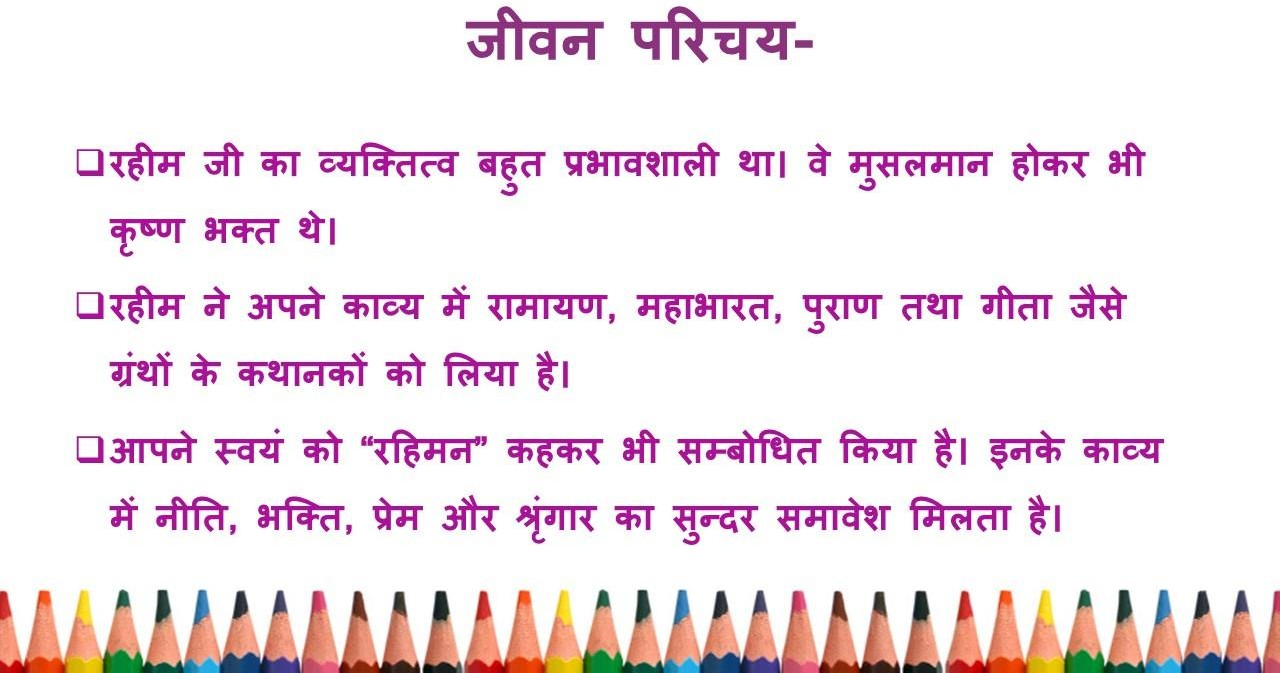 जीवन परिचय-
❑रहीम जी का व्यक्तित्व बहुत प्रभावशाली था। वे मुसलमान होकर भी
कृष्ण भक्त थे।
❑रहीम ने अपने काव्य में रामायण, महाभारत, पुराण तथा गीता जैसे
ग्रंथों के कथानकों को लिया है।
❑आपने स्वयं को “रहिमन” कहकर भी सम्बोधित किया है। इनके काव्य
में नीति, भक्ति, प्रेम और श्रृंगार का सुन्दर समावेश मिलता है।